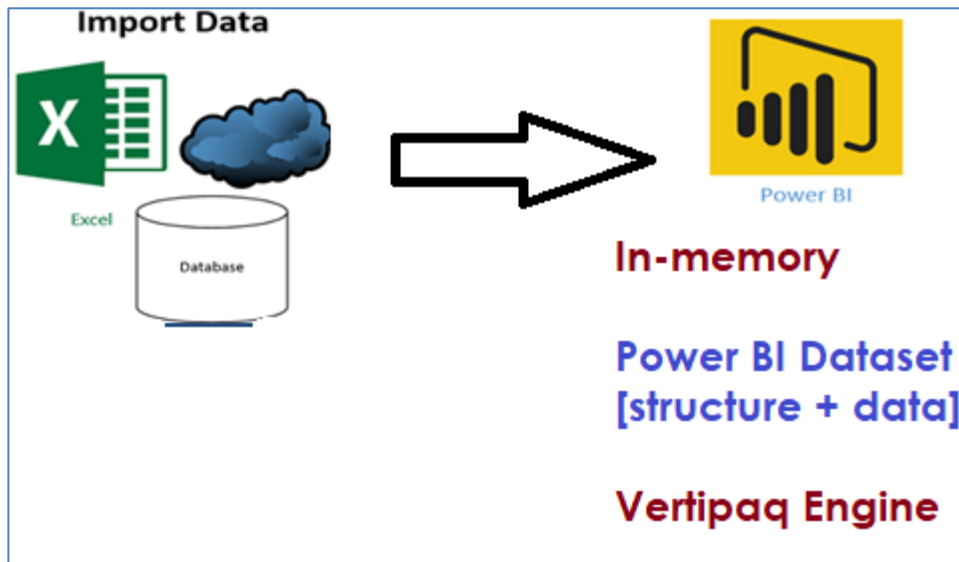 Import Data
X
Excel
Database
Power BI
In-memory
Power BI Dataset
[structure + data]
Vertipaq Engine